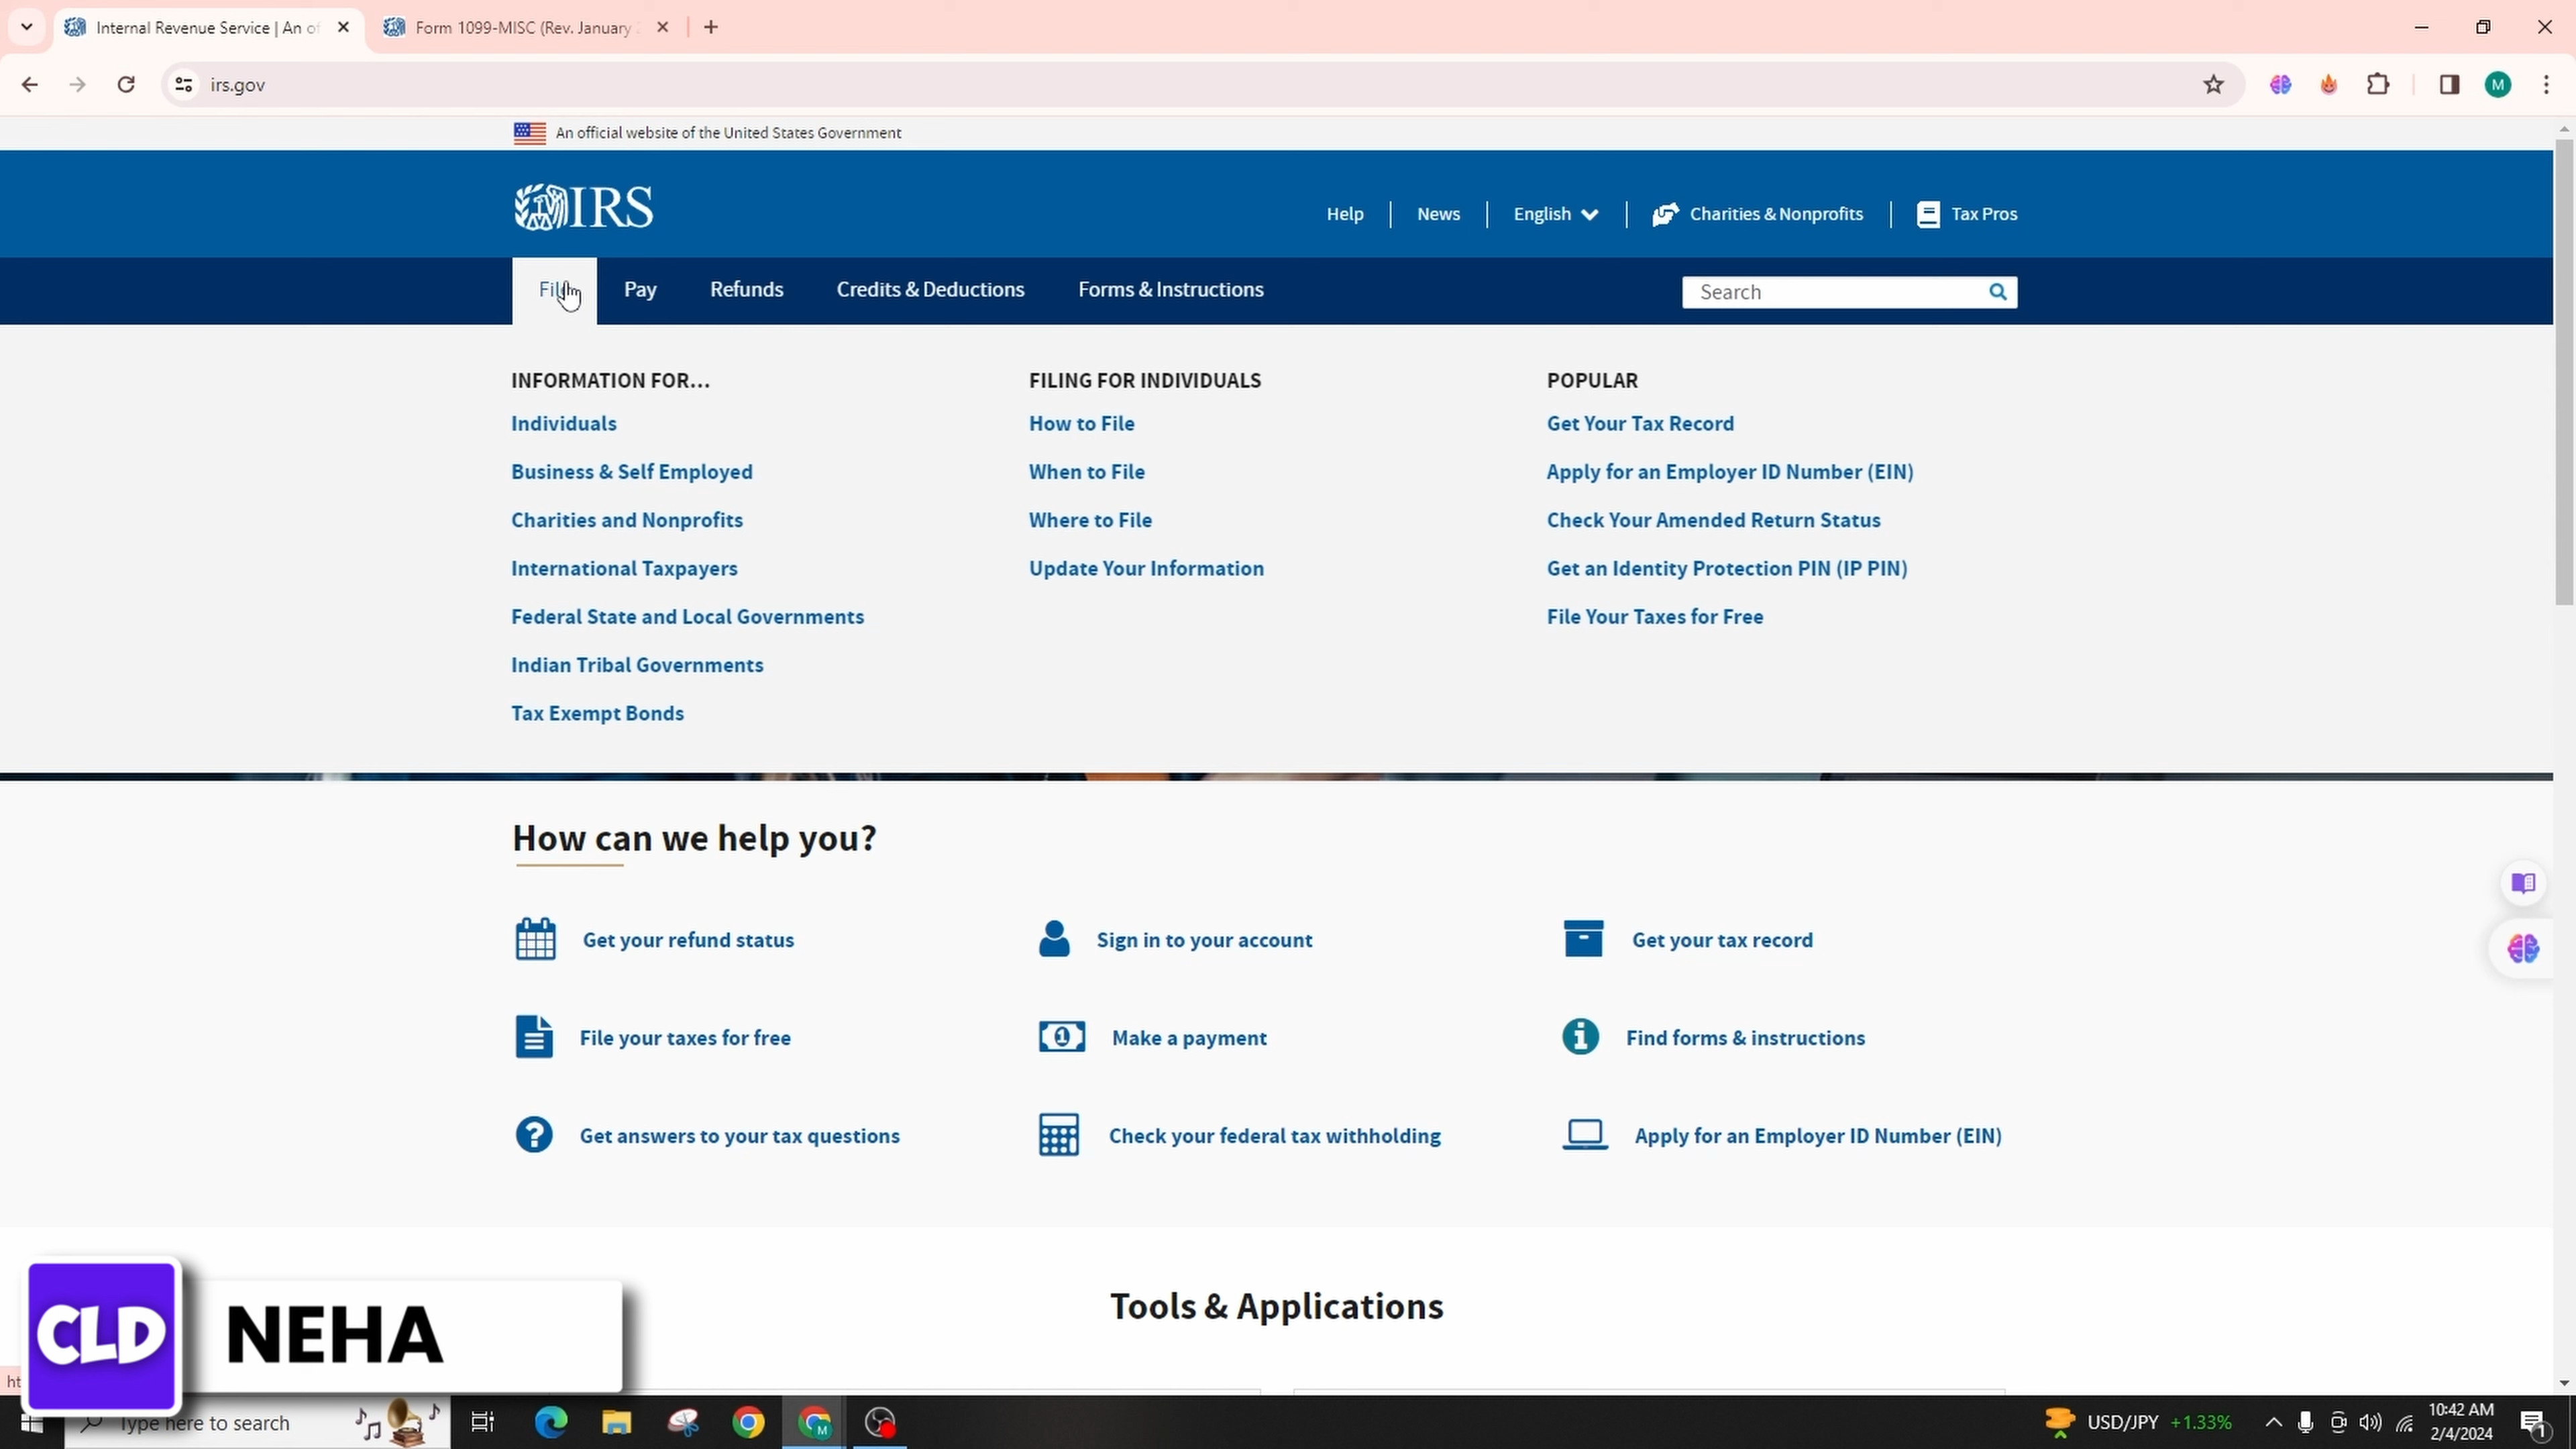 Internal Revenue Service | An of
Form 1099-MISC (Rev. January
irs.gov
M
An official website of the United States Government
IRS
Help
News
English
Charities & Nonprofits
Tax Pros
File
Pay
Refunds
Credits & Deductions
Forms & Instructions
Search
INFORMATION FOR...
Individuals
Business & Self Employed
Charities and Nonprofits
International Taxpayers
Federal State and Local Governments
Indian Tribal Governments
Tax Exempt Bonds
FILING FOR INDIVIDUALS
How to File
When to File
Where to File
Update Your Information
POPULAR
Get Your Tax Record
Apply for an Employer ID Number (EIN)
Check Your Amended Return Status
Get an Identity Protection PIN (IP PIN)
File Your Taxes for Free
How can we help you?
Get your refund status
Sign in to your account
Get your tax record
File your taxes for free
Make a payment
Find forms & instructions
Get answers to your tax questions
Check your federal tax withholding
Apply for an Employer ID Number (EIN)
Tools & Applications
CLD
NEHA
ht
Type here to search
M
USD/JPY +1.33%
10:42 AM
2/4/2024
1